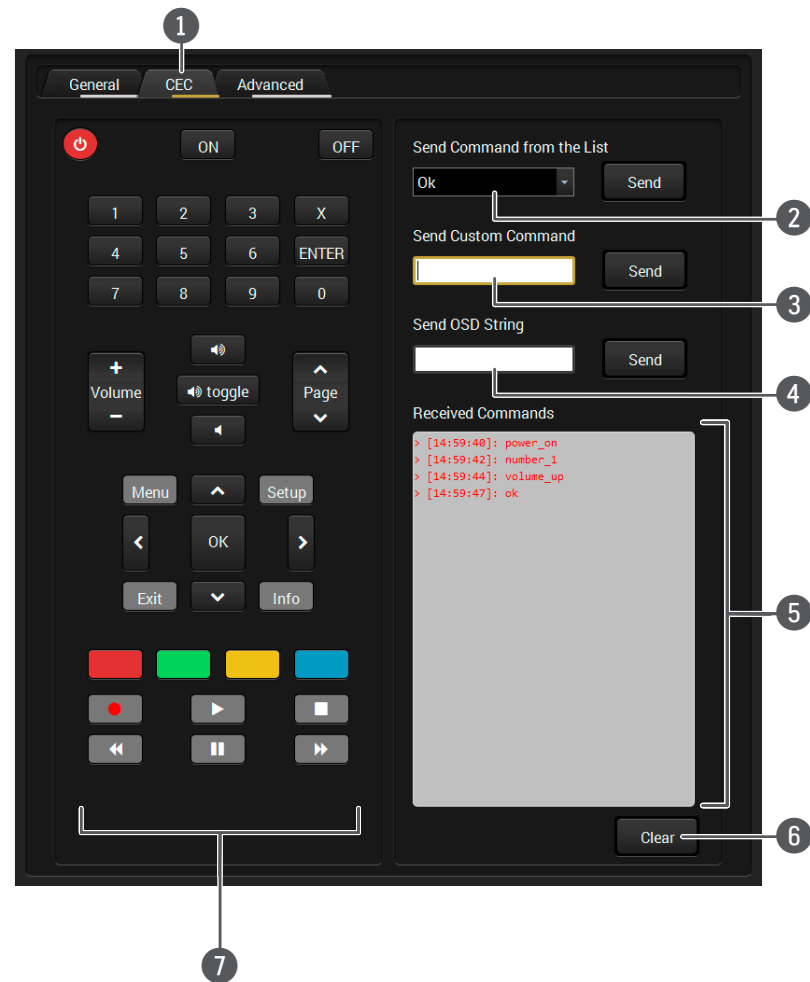 1
General CEC Advanced
ON OFF
1 2 3 X
4 5 6 ENTER
7 8 9 0
+
Volume
−
toggle
Page
Menu Setup
OK
Exit Info
7
Send Command from the List
Ok Send
2
Send Custom Command
Send
3
Send OSD String
Send
4
Received Commands
> [14:59:40]: power_on
> [14:59:42]: number_1
> [14:59:44]: volume_up
> [14:59:47]: ok
5
Clear
6